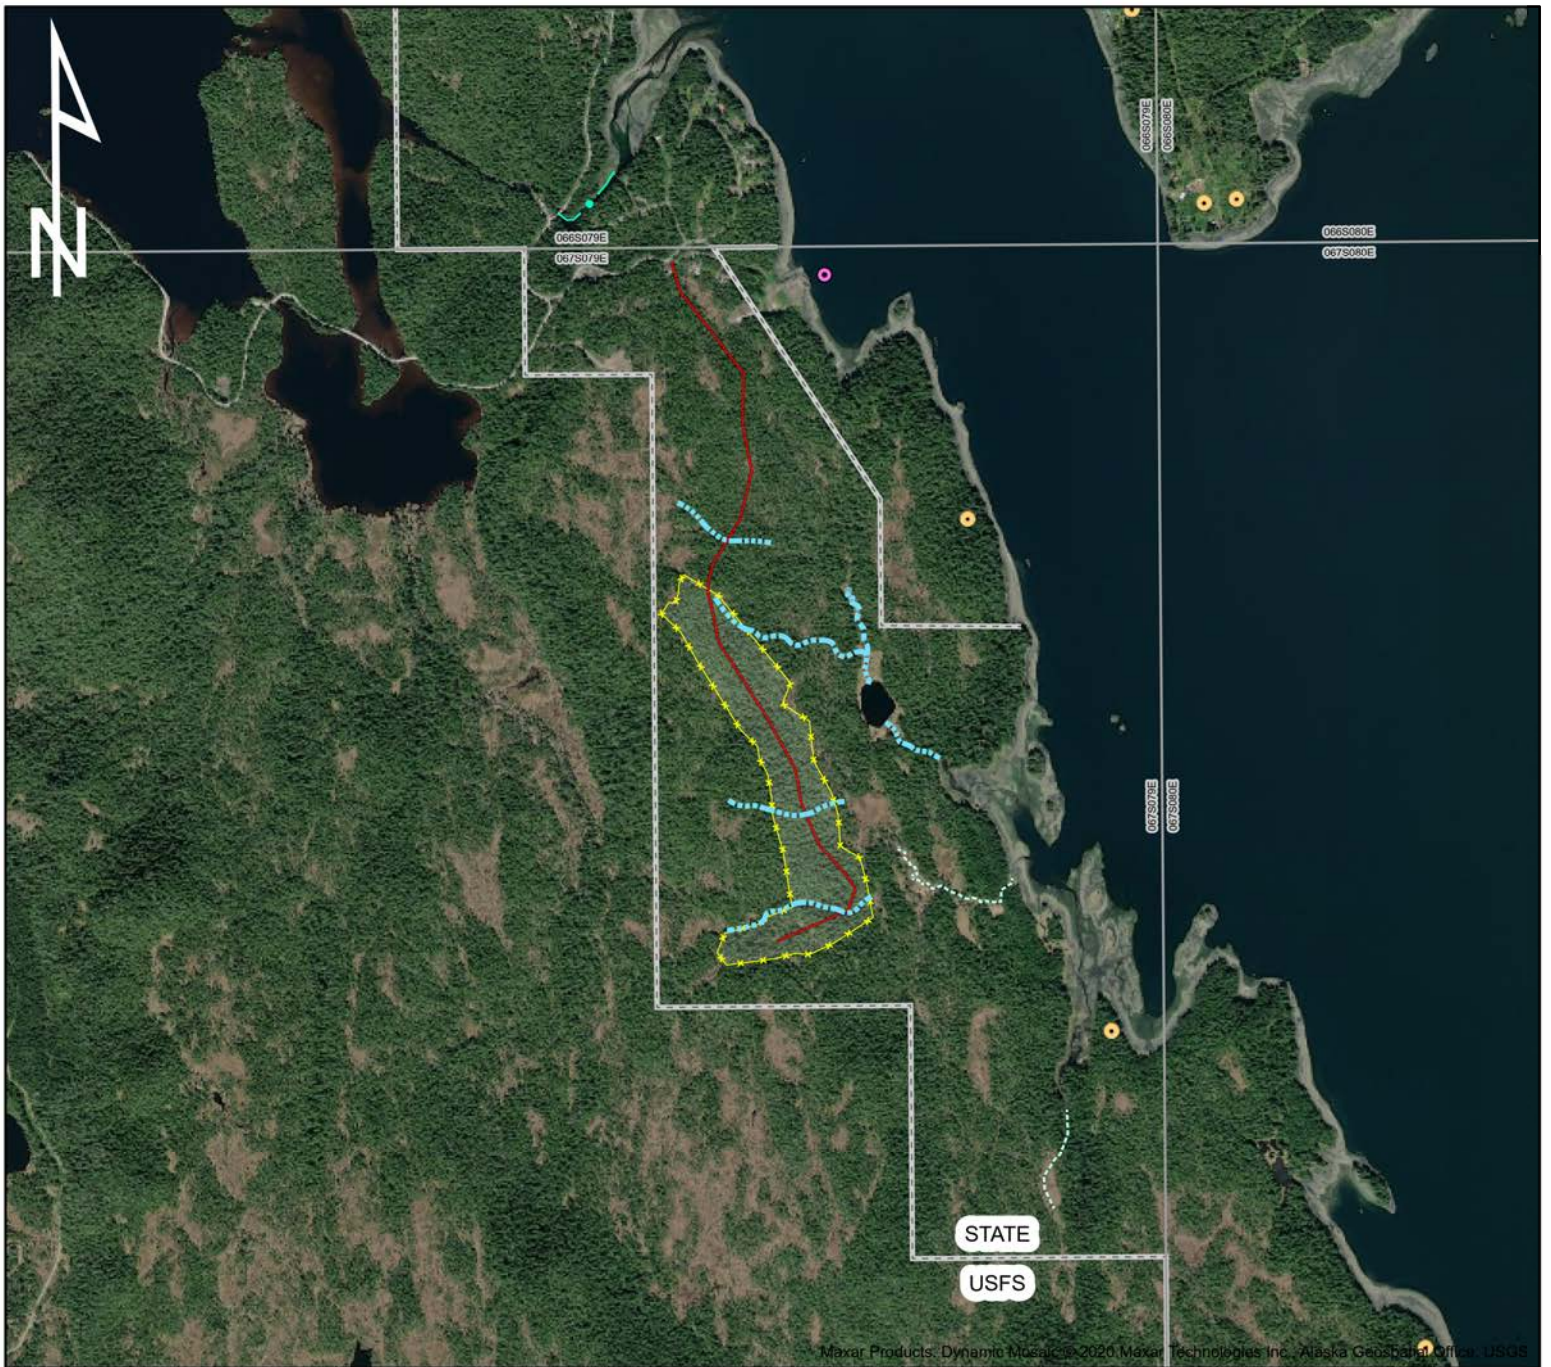 N
066S079E
066S080E
066S079E
067S079E
066S080E
067S080E
067S079E
067S080E
STATE
USFS
Maxar Products. Dynamic Mosaic © 2020 Maxar Technologies Inc., Alaska Geospatial Office, USGS